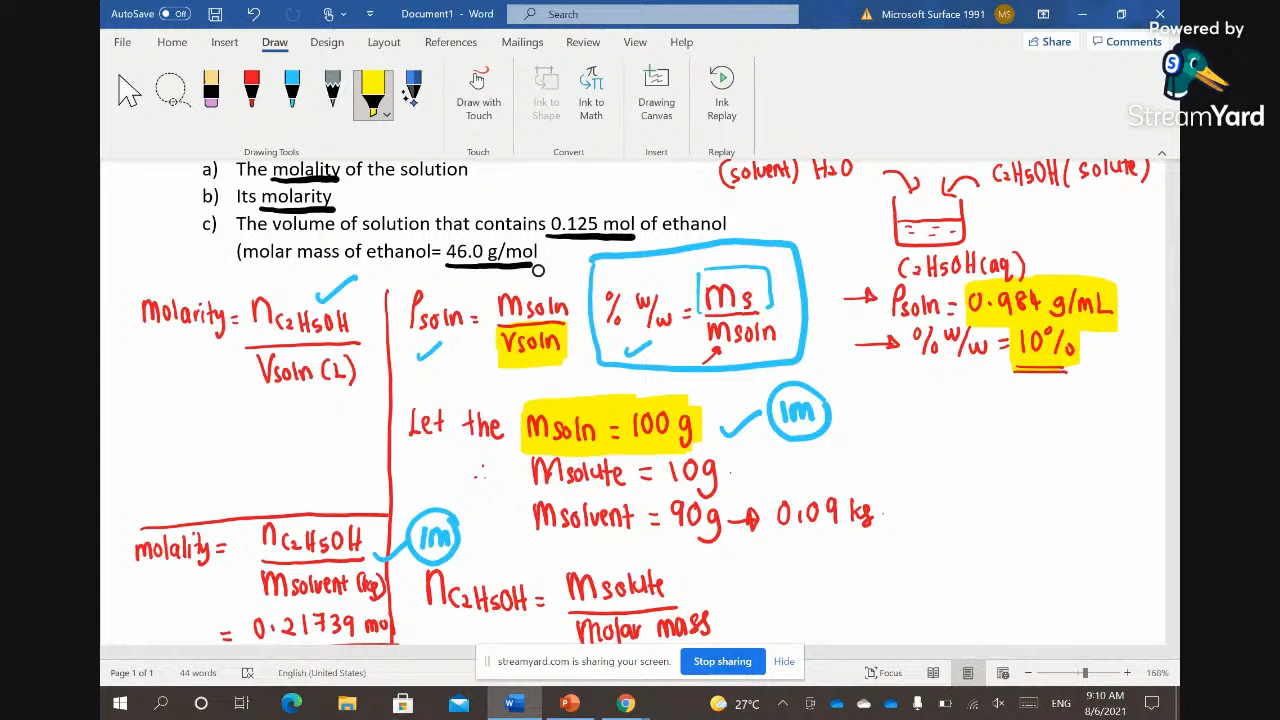 AutoSave Off
Document1 - Word
Search
Microsoft Surface 1991
MS
File Home Insert Draw Design Layout References Mailings Review View Help
Share Comments
Powered by
StreamYard
Draw with Touch
Ink to Shape
Ink to Math
Drawing Canvas
Ink Replay
Drawing Tools Touch Convert Insert Replay
a) The molality of the solution
b) Its molarity
c) The volume of solution that contains 0.125 mol of ethanol
(molar mass of ethanol= 46.0 g/mol
(solvent) H2O
C2H5OH (solute)
C2H5OH(aq)
→ ρsoln = 0.984 g/mL
→ % w/w = 10%
Molarity = nC2H5OH
Vsoln (L)
ρsoln = msoln
Vsoln
% w/w = ms
msoln
Let the msoln = 100 g
1m
∴ Msolute = 10g
Msolvent = 90g → 0.09 kg
molality = nC2H5OH
Msolvent (kg)
= 0.21739 mol
1m
nC2H5OH = Msolute
Molar mass
streamyard.com is sharing your screen.
Stop sharing
Hide
Page 1 of 1 44 words English (United States)
Focus
168%
27°C
ENG
9:10 AM
8/6/2021